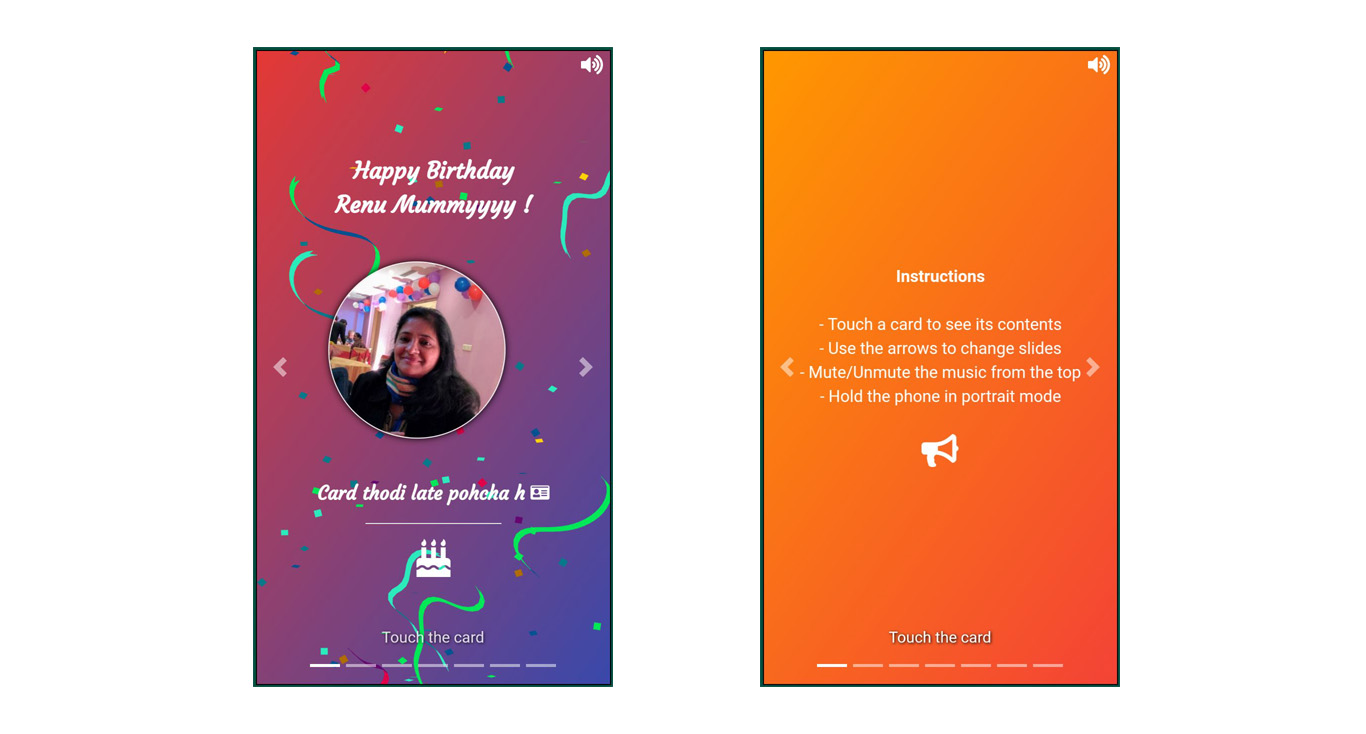 Happy Birthday
Renu Mummyyyy !
Card thodi late pohcha h
Touch the card
Instructions
- Touch a card to see its contents
- Use the arrows to change slides
- Mute/Unmute the music from the top
- Hold the phone in portrait mode
Touch the card